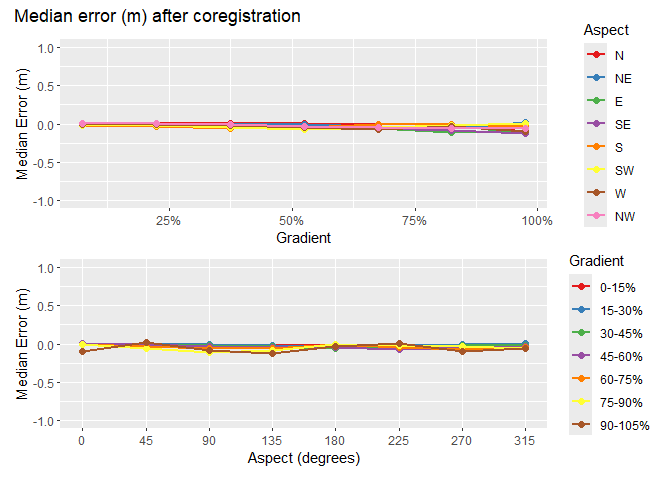 Median error (m) after coregistration
Median Error (m)
1.0
0.5
0.0
-0.5
-1.0
25%
50%
75%
100%
Gradient
Aspect
N
NE
E
SE
S
SW
W
NW
Median Error (m)
1.0
0.5
0.0
-0.5
-1.0
0
45
90
135
180
225
270
315
Aspect (degrees)
Gradient
0-15%
15-30%
30-45%
45-60%
60-75%
75-90%
90-105%